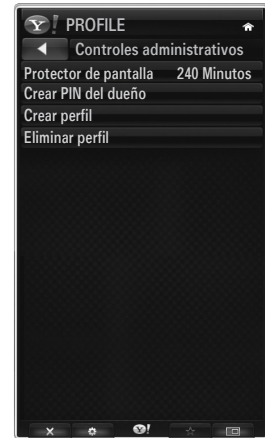 Y! PROFILE
Controles administrativos
Protector de pantalla 240 Minutos
Crear PIN del dueño
Crear perfil
Eliminar perfil
Y!